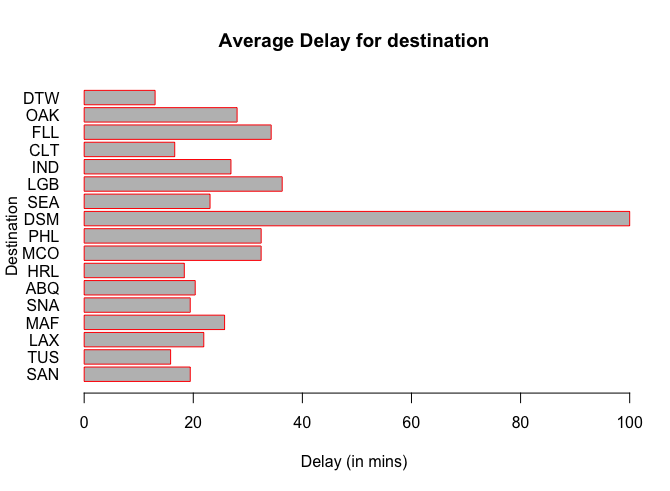 Average Delay for destination
Destination
DTW
OAK
FLL
CLT
IND
LGB
SEA
DSM
PHL
MCO
HRL
ABQ
SNA
MAF
LAX
TUS
SAN
0 20 40 60 80 100
Delay (in mins)